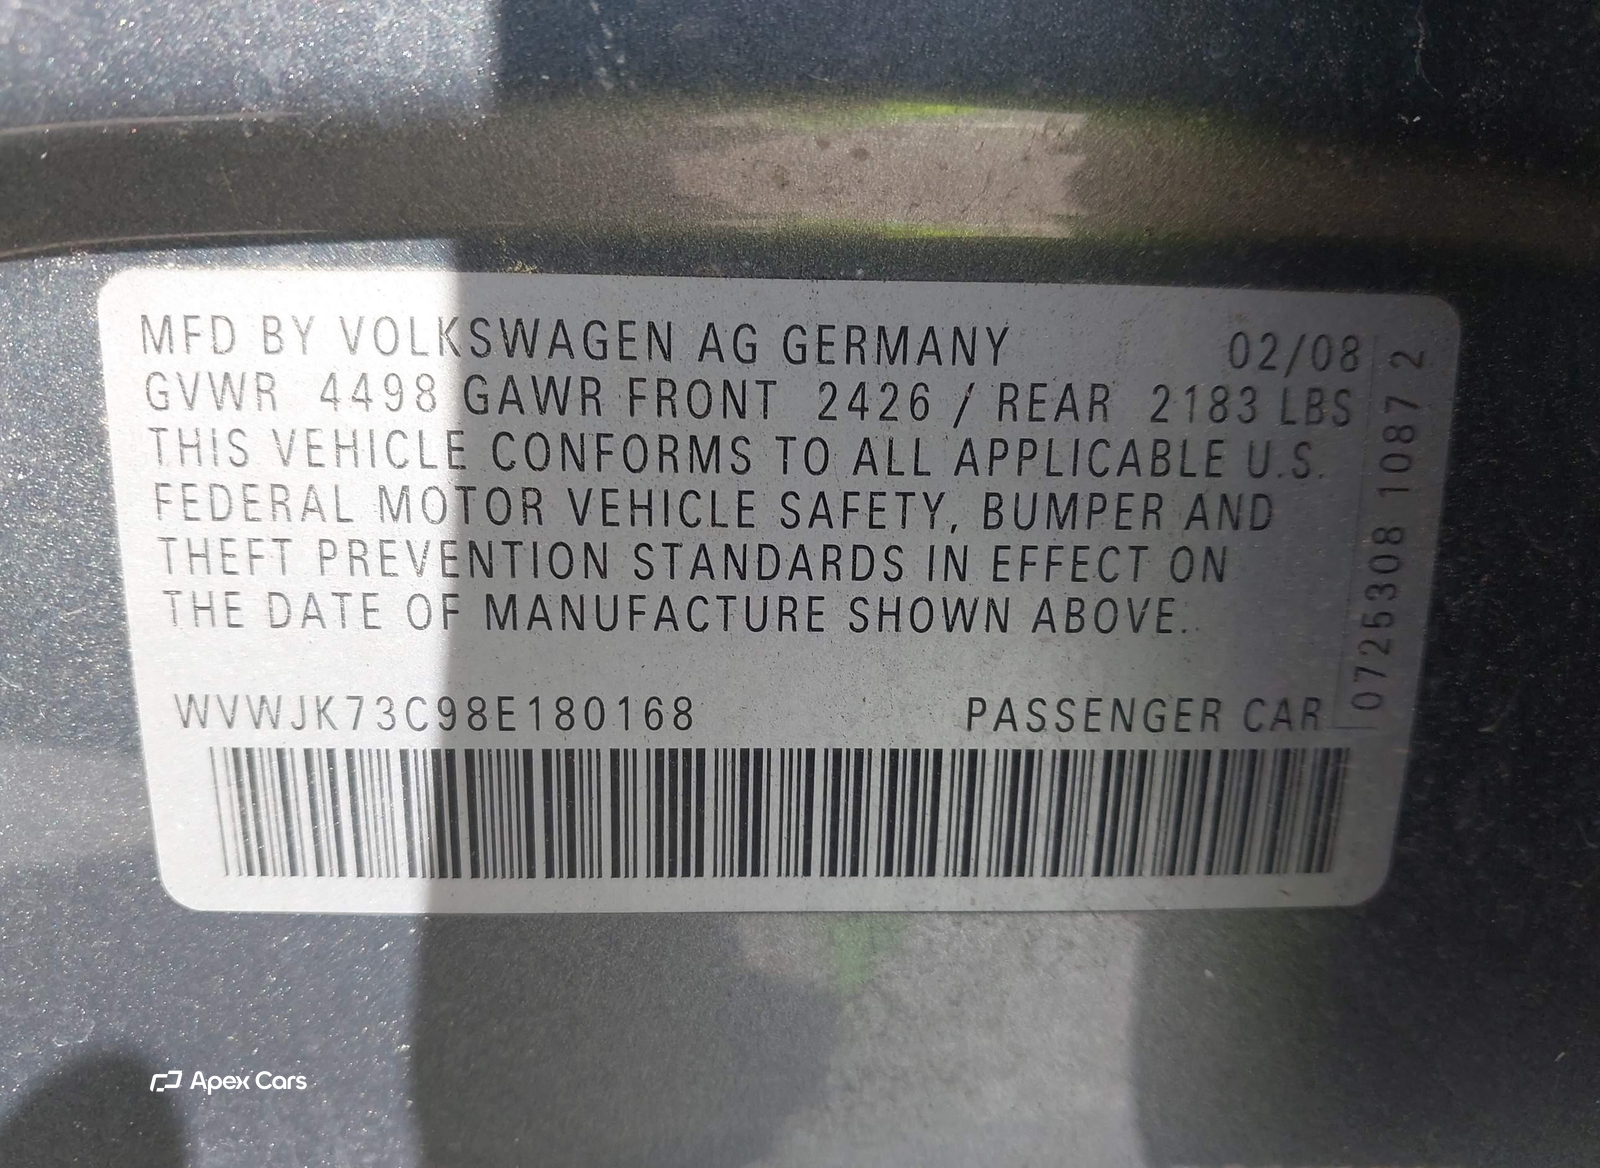 MFD BY VOLKSWAGEN AG GERMANY 02/08
GVWR 4498 GAWR FRONT 2426 / REAR 2183 LBS
THIS VEHICLE CONFORMS TO ALL APPLICABLE U.S.
FEDERAL MOTOR VEHICLE SAFETY, BUMPER AND
THEFT PREVENTION STANDARDS IN EFFECT ON
THE DATE OF MANUFACTURE SHOWN ABOVE.
WVWJK73C98E180168 PASSENGER CAR
0725308 1087 2
Apex Cars